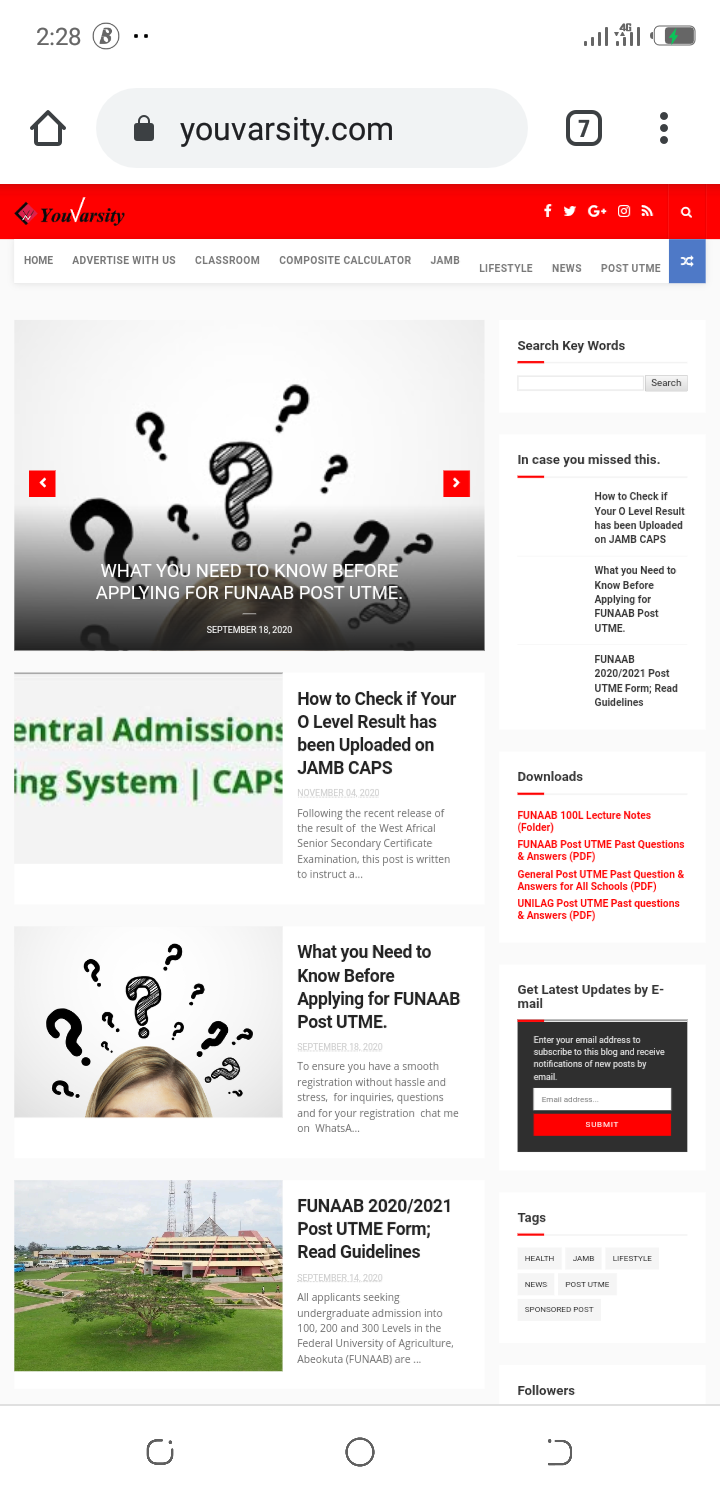 2:28
4G
youvarsity.com
7
YouVarsity
HOME
ADVERTISE WITH US
CLASSROOM
COMPOSITE CALCULATOR
JAMB
LIFESTYLE
NEWS
POST UTME
WHAT YOU NEED TO KNOW BEFORE
APPLYING FOR FUNAAB POST UTME.
SEPTEMBER 18, 2020
entral Admissions
ing System | CAPS
How to Check if Your
O Level Result has
been Uploaded on
JAMB CAPS
NOVEMBER 04, 2020
Following the recent release of
the result of the West Africal
Senior Secondary Certificate
Examination, this post is written
to instruct a...
What you Need to
Know Before
Applying for FUNAAB
Post UTME.
SEPTEMBER 18, 2020
To ensure you have a smooth
registration without hassle and
stress, for inquiries, questions
and for your registration chat me
on WhatsA...
FUNAAB 2020/2021
Post UTME Form;
Read Guidelines
SEPTEMBER 14, 2020
All applicants seeking
undergraduate admission into
100, 200 and 300 Levels in the
Federal University of Agriculture,
Abeokuta (FUNAAB) are ...
Search Key Words
Search
In case you missed this.
How to Check if
Your O Level Result
has been Uploaded
on JAMB CAPS
What you Need to
Know Before
Applying for
FUNAAB Post
UTME.
FUNAAB
2020/2021 Post
UTME Form; Read
Guidelines
Downloads
FUNAAB 100L Lecture Notes
(Folder)
FUNAAB Post UTME Past Questions
& Answers (PDF)
General Post UTME Past Question &
Answers for All Schools (PDF)
UNILAG Post UTME Past questions
& Answers (PDF)
Get Latest Updates by E-
mail
Enter your email address to
subscribe to this blog and receive
notifications of new posts by
email.
Email address...
SUBMIT
Tags
HEALTH
JAMB
LIFESTYLE
NEWS
POST UTME
SPONSORED POST
Followers